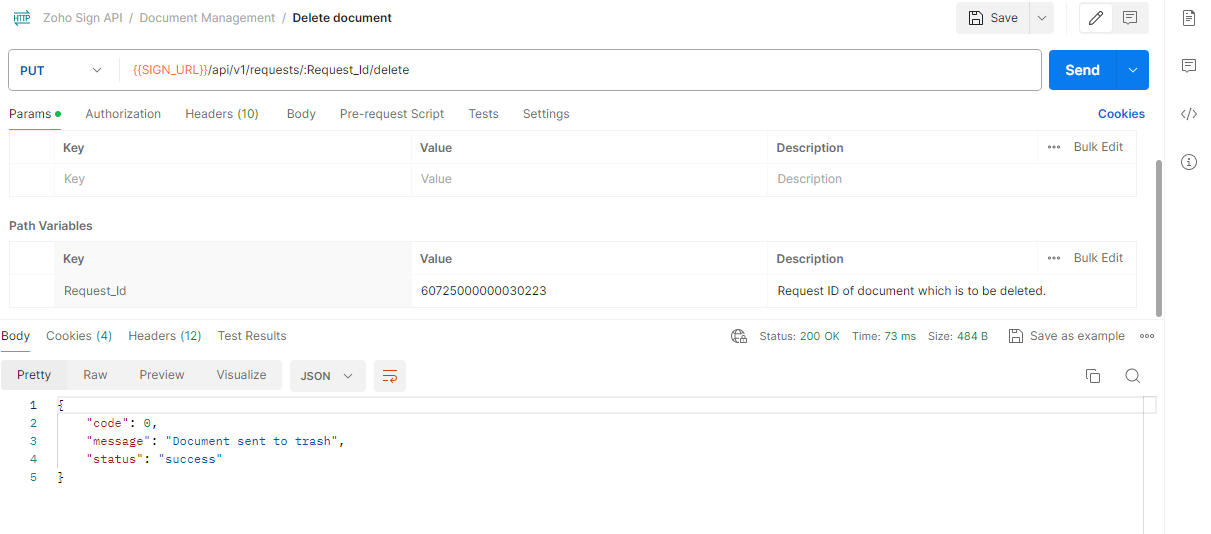 HTTP Zoho Sign API / Document Management / Delete document Save
PUT {{SIGN_URL}}/api/v1/requests/:Request_Id/delete Send
Params Authorization Headers (10) Body Pre-request Script Tests Settings Cookies
Key Value Description Bulk Edit
Key Value Description
Path Variables
Key Value Description Bulk Edit
Request_Id 60725000000030223 Request ID of document which is to be deleted.
Body Cookies (4) Headers (12) Test Results Status: 200 OK Time: 73 ms Size: 484 B Save as example
Pretty Raw Preview Visualize JSON
1 {
2 "code": 0,
3 "message": "Document sent to trash",
4 "status": "success"
5 }